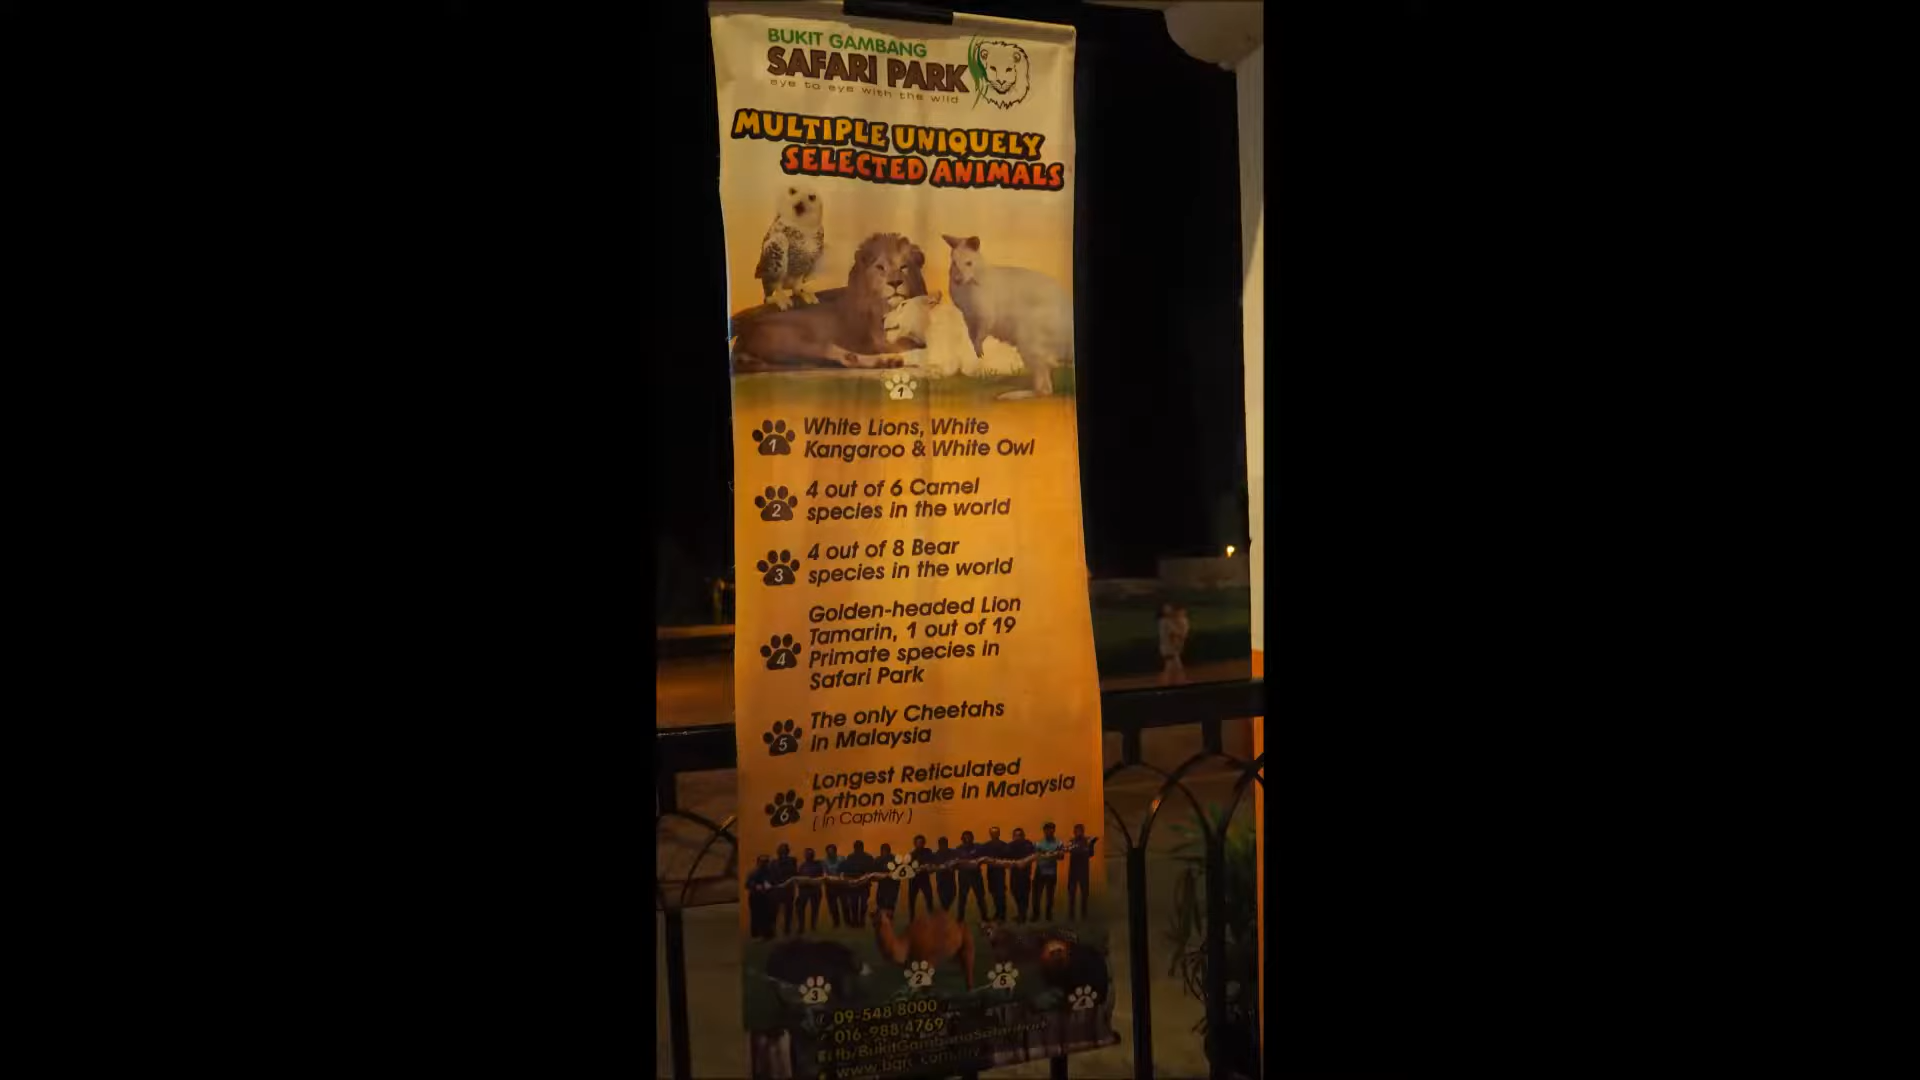 BUKIT GAMBANG
SAFARI PARK
eye to eye with the wild
MULTIPLE UNIQUELY
SELECTED ANIMALS
1
1 White Lions, White
Kangaroo & White Owl
2 4 out of 6 Camel
species in the world
3 4 out of 8 Bear
species in the world
4 Golden-headed Lion
Tamarin, 1 out of 19
Primate species in
Safari Park
5 The only Cheetahs
in Malaysia
6 Longest Reticulated
Python Snake in Malaysia
( In Captivity )
6
3 2 5 4
09-548 8000
016-988 4769
fb/BukitGambangSafariPark